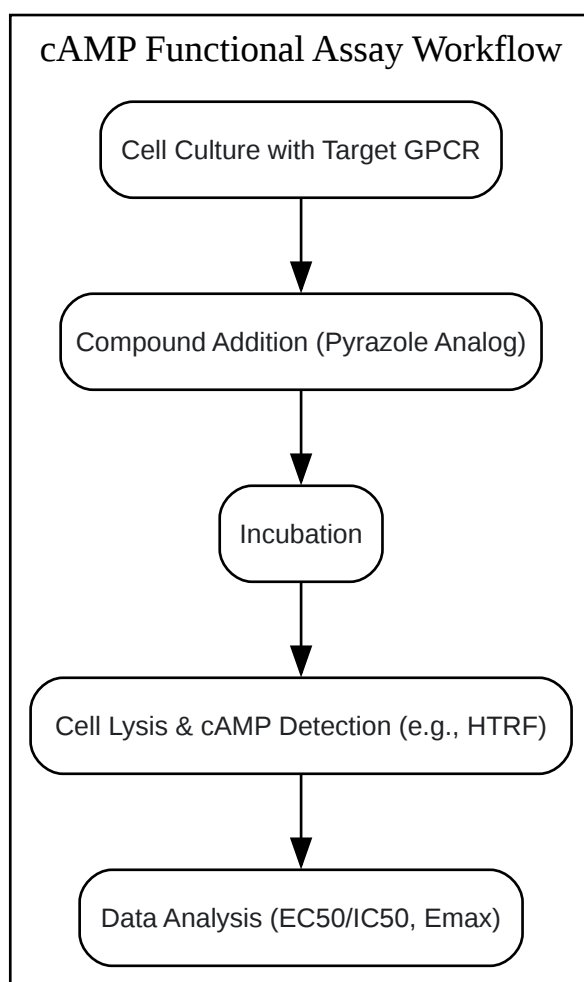 cAMP Functional Assay Workflow
Cell Culture with Target GPCR
Compound Addition (Pyrazole Analog)
Incubation
Cell Lysis & cAMP Detection (e.g., HTRF)
Data Analysis (EC50/IC50, Emax)